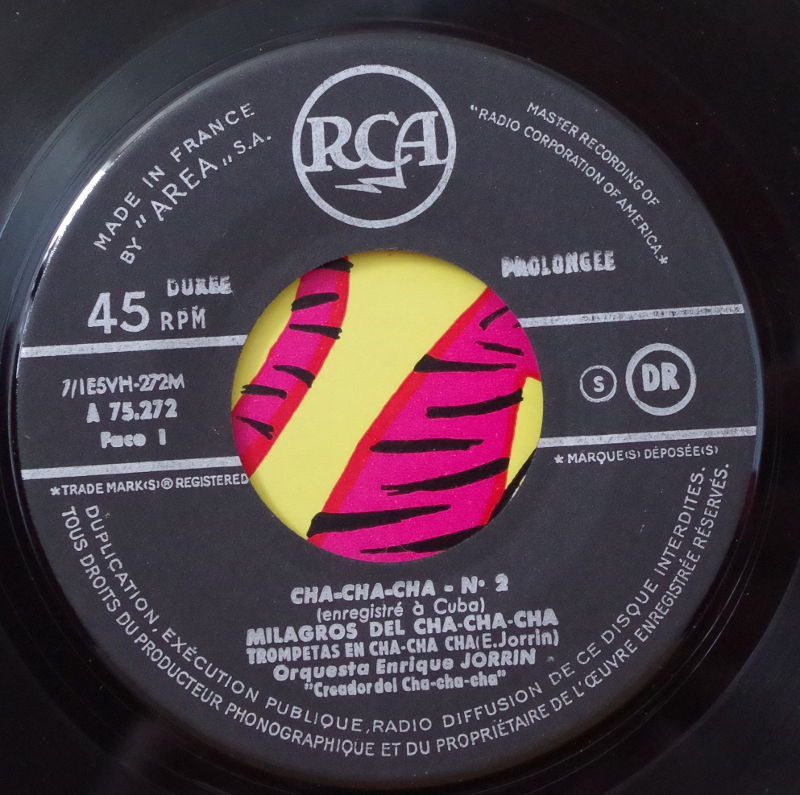 RCA
MADE IN FRANCE
BY "AREA" S.A.
MASTER RECORDING OF
"RADIO CORPORATION OF AMERICA"*
DURÉE PROLONGÉE
45 RPM
7/1E5VH-272M
A 75.272
Face 1
S
DR
*TRADE MARK(S)® REGISTERED
* MARQUE(S) DÉPOSÉE(S)
CHA-CHA-CHA - N° 2
(enregistré à Cuba)
MILAGROS DEL CHA-CHA-CHA
TROMPETAS EN CHA-CHA CHA(E.Jorrin)
Orquesta Enrique JORRIN
"Creador del Cha-cha-cha"
DUPLICATION, EXÉCUTION PUBLIQUE, RADIO DIFFUSION DE CE DISQUE INTERDITES.
TOUS DROITS DU PRODUCTEUR PHONOGRAPHIQUE ET DU PROPRIÉTAIRE DE L'ŒUVRE ENREGISTRÉE RÉSERVÉS.